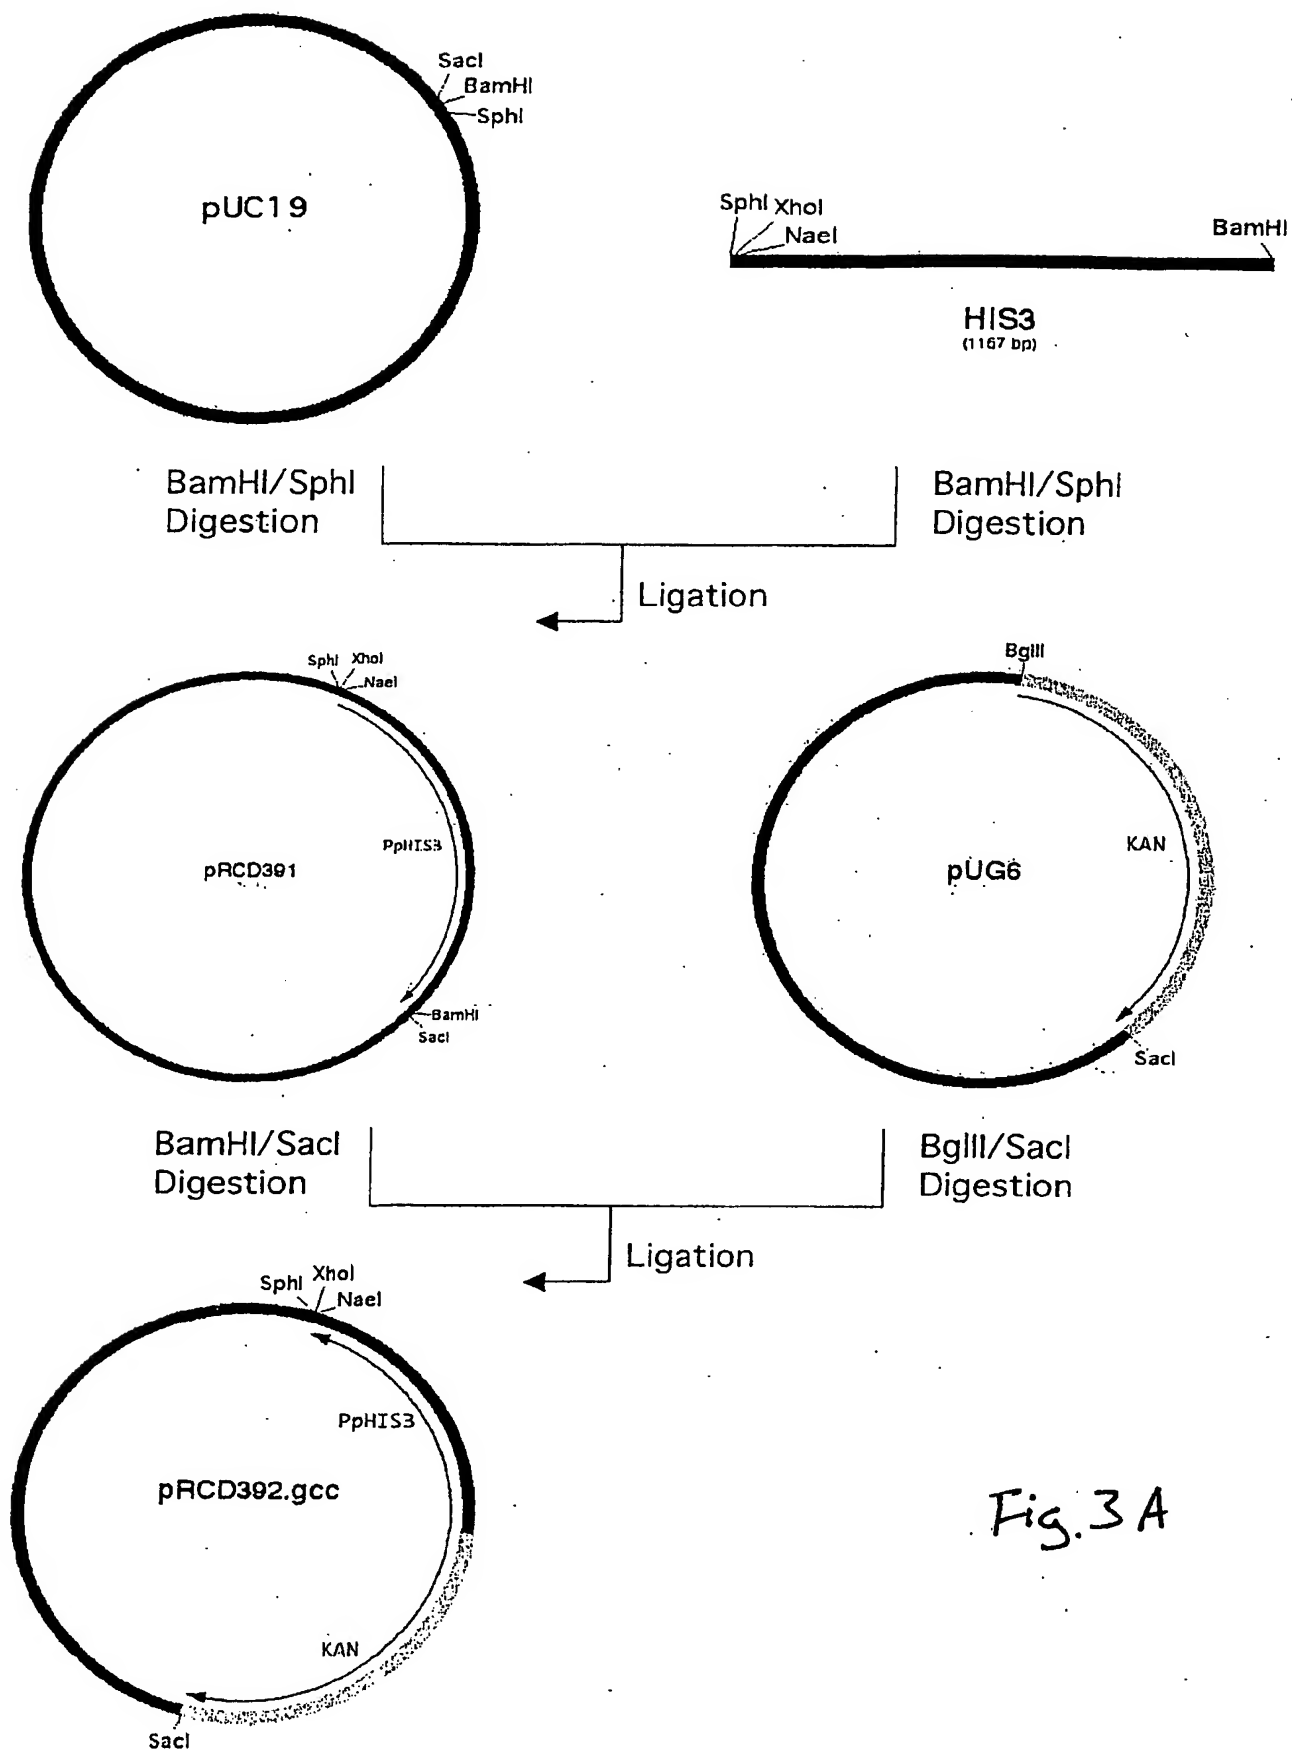 SacI
BamHI
SphI
pUC19
SphI XhoI
NaeI
BamHI
HIS3
(1167 bp)
BamHI/SphI
Digestion
BamHI/SphI
Digestion
Ligation
SphI XhoI
NaeI
PpHIS3
pRCD391
BamHI
SacI
BglII
KAN
pUG6
SacI
BamHI/SacI
Digestion
BglII/SacI
Digestion
Ligation
SphI XhoI
NaeI
PpHIS3
pRCD392.gcc
KAN
SacI
Fig. 3A